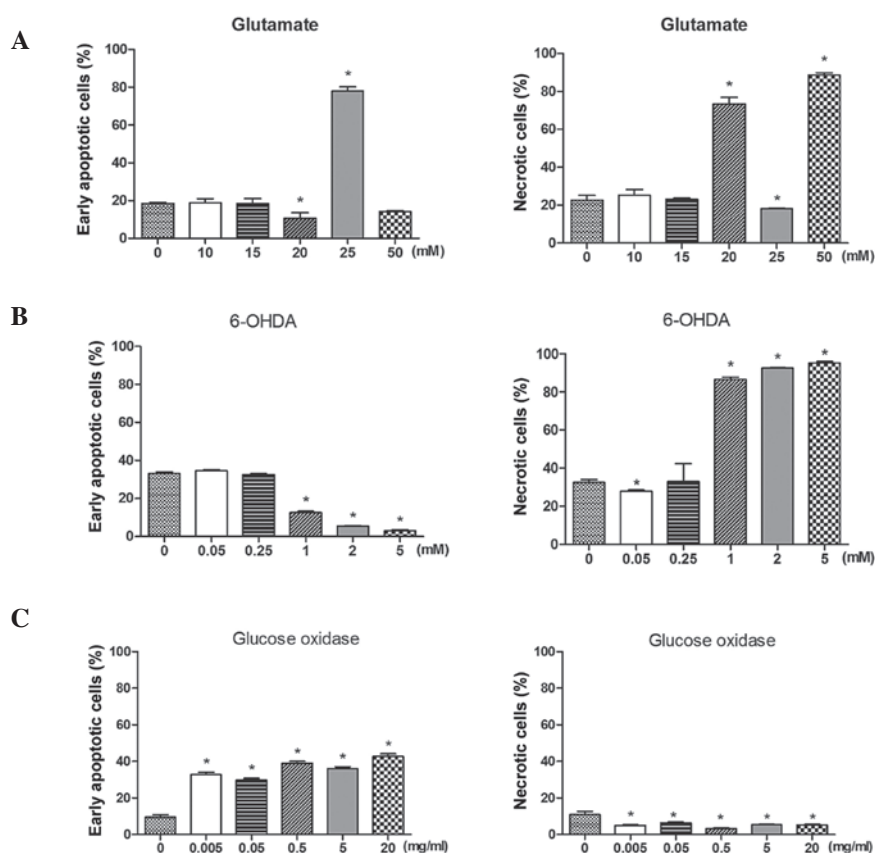 A
Glutamate
Early apoptotic cells (%)
100
80
60
40
20
0
0 10 15 20 25 50 (mM)
*
*
Glutamate
Necrotic cells (%)
100
80
60
40
20
0
0 10 15 20 25 50 (mM)
*
*
*
B
6-OHDA
Early apoptotic cells (%)
100
80
60
40
20
0
0 0.05 0.25 1 2 5 (mM)
*
*
*
6-OHDA
Necrotic cells (%)
100
80
60
40
20
0
0 0.05 0.25 1 2 5 (mM)
*
*
*
*
C
Glucose oxidase
Early apoptotic cells (%)
100
80
60
40
20
0
0 0.005 0.05 0.5 5 20 (mg/ml)
*
*
*
*
*
Glucose oxidase
Necrotic cells (%)
100
80
60
40
20
0
0 0.005 0.05 0.5 5 20 (mg/ml)
*
*
*
*
*